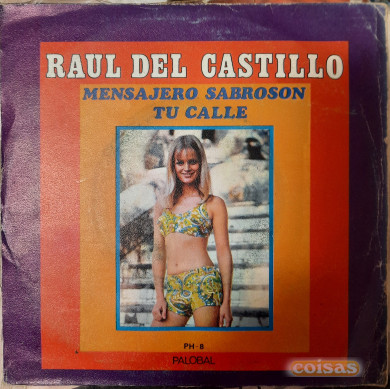 RAUL DEL CASTILLO
MENSAJERO SABROSON
TU CALLE
PH-8
PALOBAL
coisas